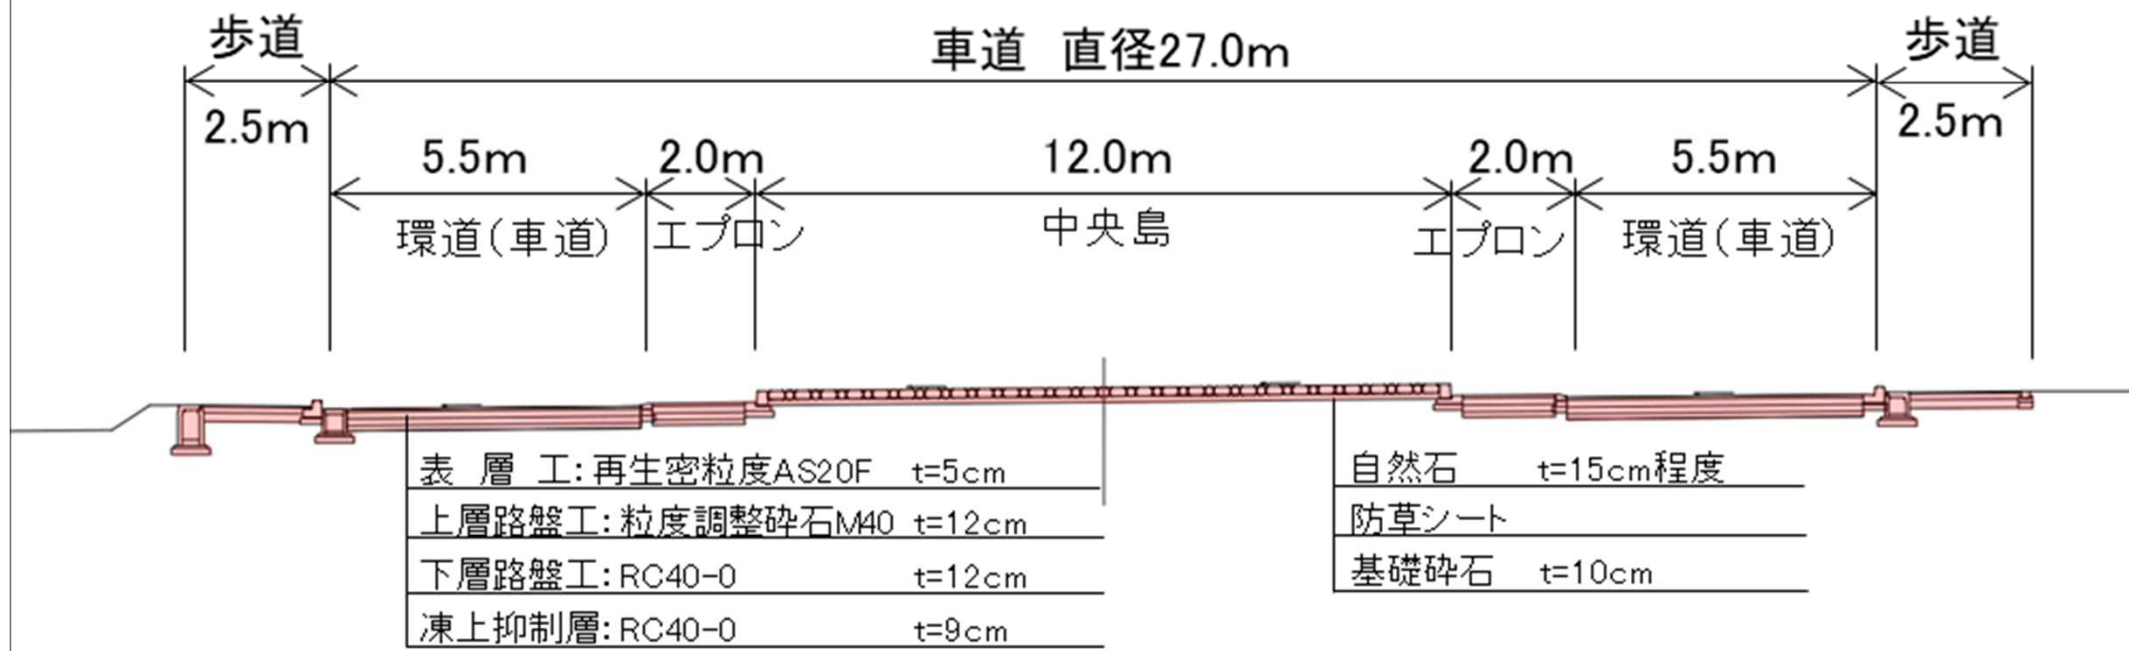 歩道
車道 直径27.0m
歩道
2.5m
2.5m
5.5m
2.0m
12.0m
2.0m
5.5m
環道(車道)
エプロン
中央島
エプロン
環道(車道)
表 層 工:再生密粒度AS20F t=5cm
上層路盤工:粒度調整砕石M40 t=12cm
下層路盤工:RC40-0 t=12cm
凍上抑制層:RC40-0 t=9cm
自然石 t=15cm程度
防草シート
基礎砕石 t=10cm